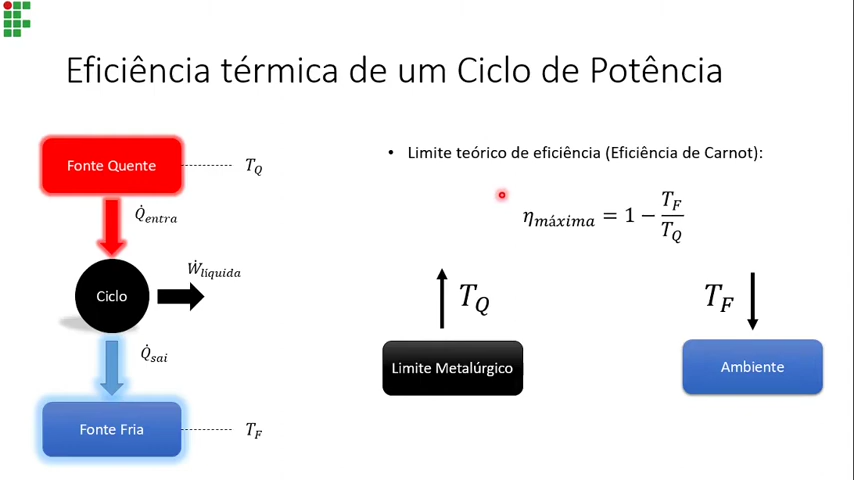 Eficiência térmica de um Ciclo de Potência
Fonte Quente
T_Q
Q̇_entra
Ẇ_líquida
Ciclo
Q̇_sai
Fonte Fria
T_F
• Limite teórico de eficiência (Eficiência de Carnot):
η_máxima = 1 − T_F/T_Q
T_Q
Limite Metalúrgico
T_F
Ambiente